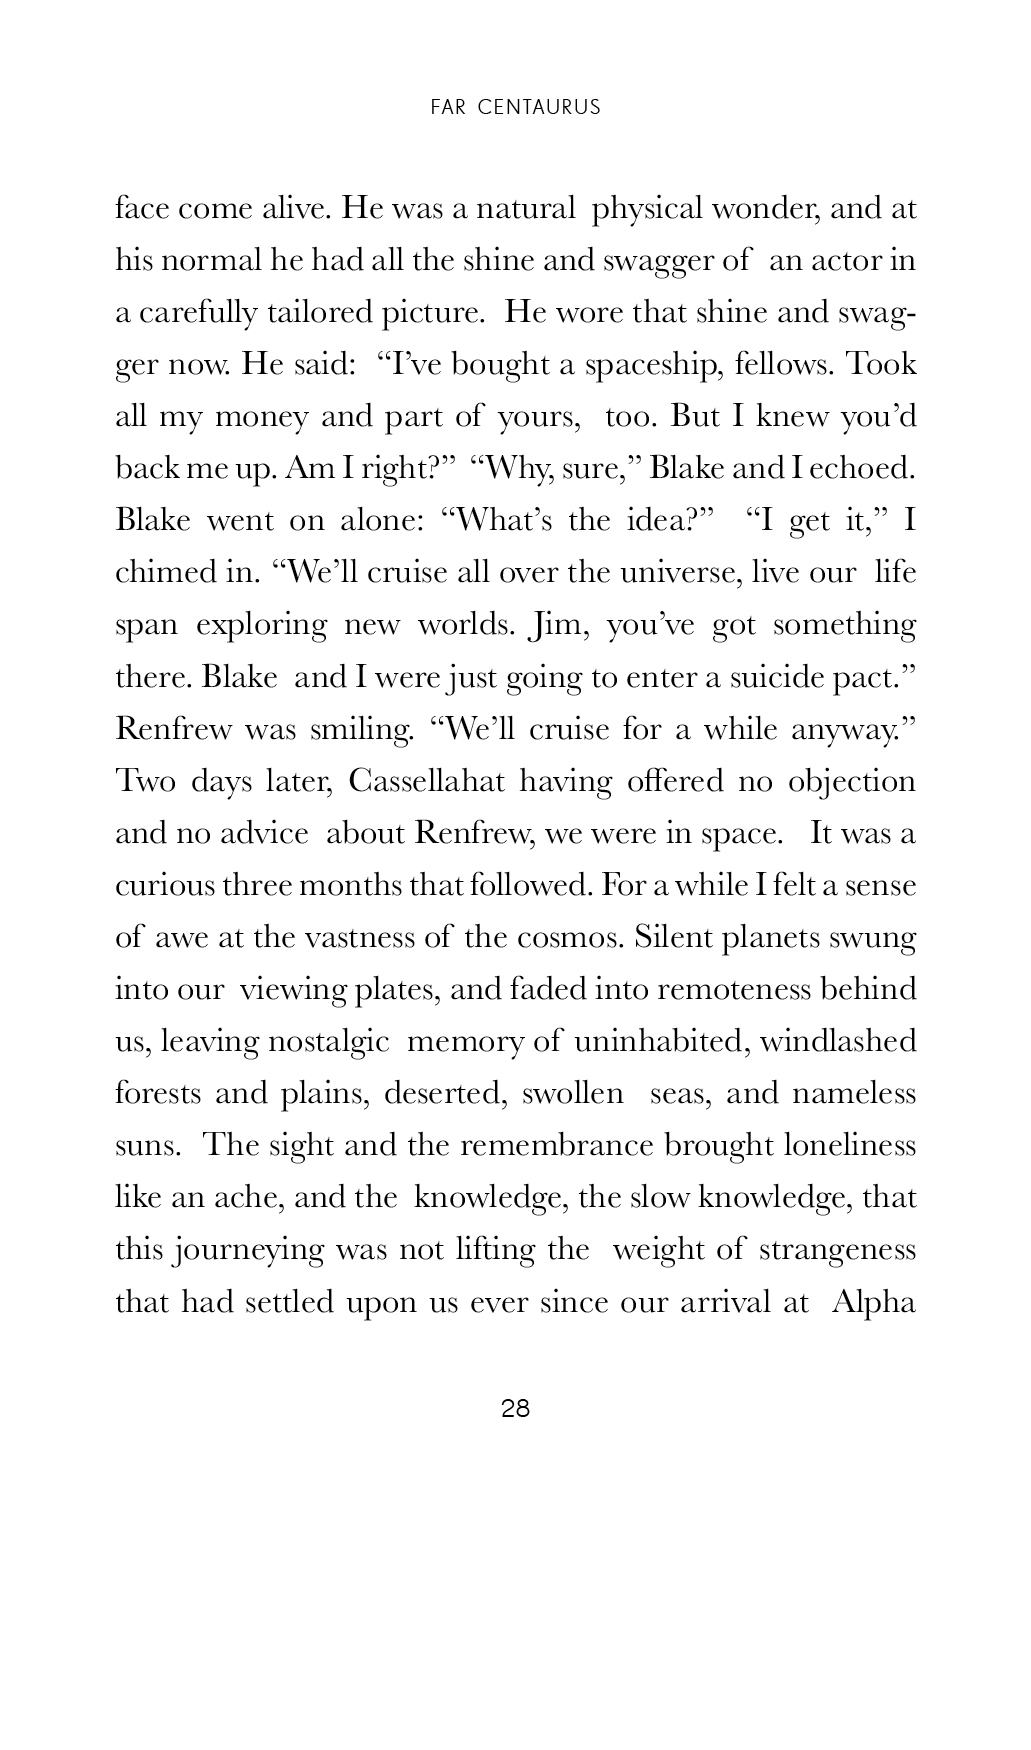 FAR CENTAURUS
face come alive. He was a natural physical wonder, and at
his normal he had all the shine and swagger of an actor in
a carefully tailored picture. He wore that shine and swag-
ger now. He said: “I’ve bought a spaceship, fellows. Took
all my money and part of yours, too. But I knew you’d
back me up. Am I right?” “Why, sure,” Blake and I echoed.
Blake went on alone: “What’s the idea?” “I get it,” I
chimed in. “We’ll cruise all over the universe, live our life
span exploring new worlds. Jim, you’ve got something
there. Blake and I were just going to enter a suicide pact.”
Renfrew was smiling. “We’ll cruise for a while anyway.”
Two days later, Cassellahat having offered no objection
and no advice about Renfrew, we were in space. It was a
curious three months that followed. For a while I felt a sense
of awe at the vastness of the cosmos. Silent planets swung
into our viewing plates, and faded into remoteness behind
us, leaving nostalgic memory of uninhabited, windlashed
forests and plains, deserted, swollen seas, and nameless
suns. The sight and the remembrance brought loneliness
like an ache, and the knowledge, the slow knowledge, that
this journeying was not lifting the weight of strangeness
that had settled upon us ever since our arrival at Alpha
28